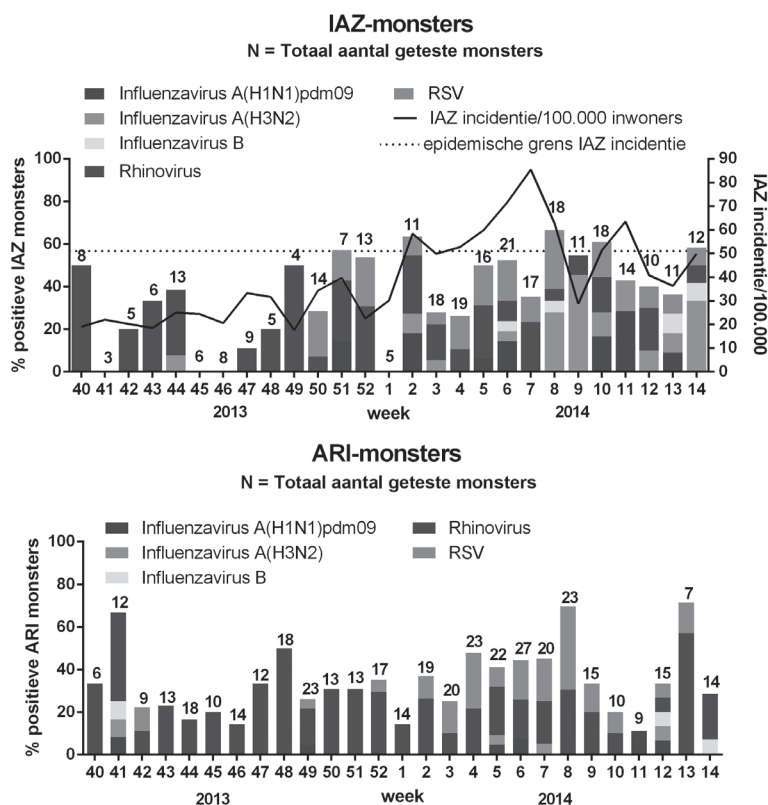 IAZ-monsters
N = Totaal aantal geteste monsters
Influenzavirus A(H1N1)pdm09
Influenzavirus A(H3N2)
Influenzavirus B
Rhinovirus
RSV
IAZ incidentie/100.000 inwoners
epidemische grens IAZ incidentie
% positieve IAZ monsters
100
80
60
40
20
0
90
80
70
60
50
40
30
20
10
0
IAZ incidentie/100.000
8 3 5 6 13 6 8 9 5 4 14 7 13 5 11 18 19 16 21 17 18 11 18 14 10 11 12
40 41 42 43 44 45 46 47 48 49 50 51 52 1 2 3 4 5 6 7 8 9 10 11 12 13 14
2013 week 2014
ARI-monsters
N = Totaal aantal geteste monsters
Influenzavirus A(H1N1)pdm09
Influenzavirus A(H3N2)
Influenzavirus B
Rhinovirus
RSV
% positieve ARI monsters
100
80
60
40
20
0
6 12 9 13 18 10 14 12 18 23 13 13 17 14 19 20 23 22 27 20 23 15 10 9 15 7 14
40 41 42 43 44 45 46 47 48 49 50 51 52 1 2 3 4 5 6 7 8 9 10 11 12 13 14
2013 week 2014